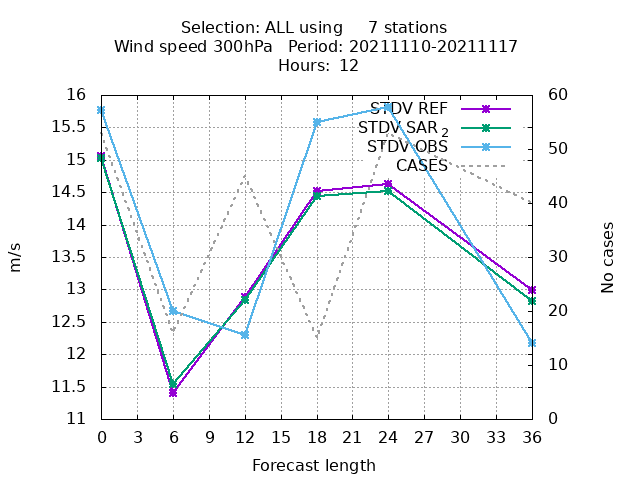 Selection: ALL using 7 stations
Wind speed 300hPa Period: 20211110-20211117
Hours: 12
16 60
STDV REF
15.5 STDV SAR 2
STDV OBS 50
15 CASES
14.5
14 40
13.5
13 30
12.5 20
12
11.5 10
11 0
m/s
No cases
0 3 6 9 12 15 18 21 24 27 30 33 36
Forecast length